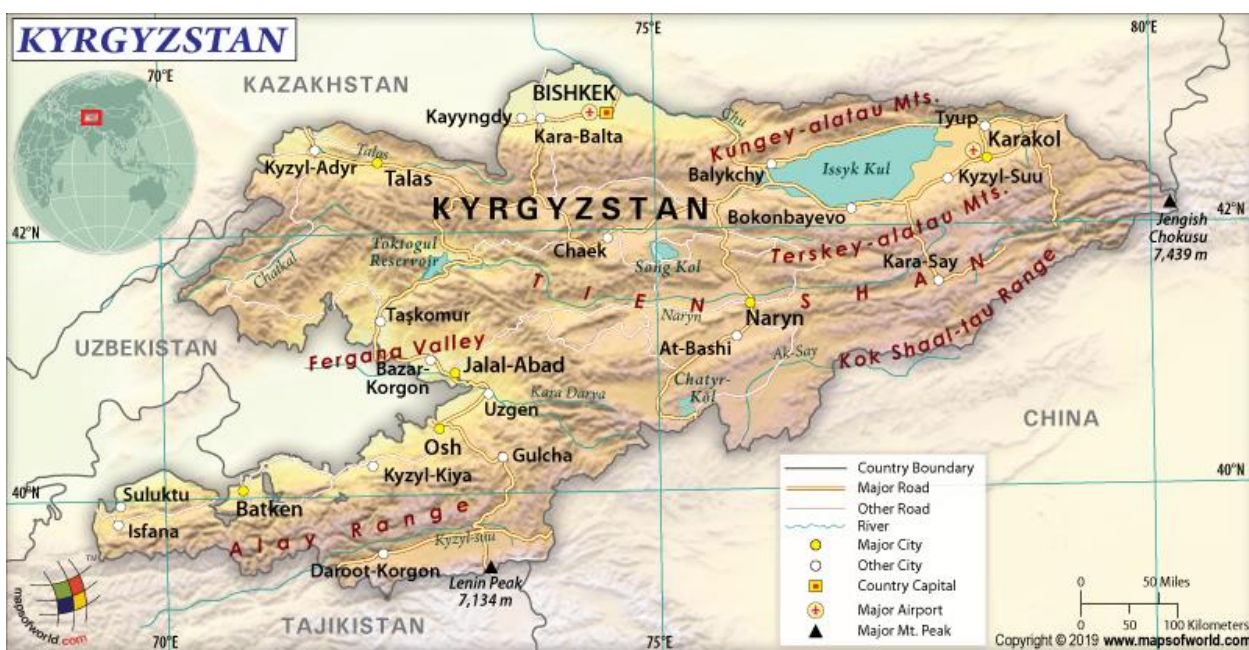 KYRGYZSTAN
75°E
80°E
70°E
KAZAKHSTAN
BISHKEK
Kayyngdy
Kara-Balta
Chu
Kungey-alatau Mts.
Tyup
Karakol
Kyzyl-Adyr
Talas
Talas
Balykchy
Issyk Kul
Kyzyl-Suu
KYRGYZSTAN
Bokonbayevo
Terskey-alatau Mts.
Jengish
Chokusu
7,439 m
42°N
42°N
Toktogul
Reservoir
Chaek
Song Kol
Kara-Say
Chatkal
TIEN SHAN
Naryn
Naryn
Kok Shaal-tau Range
Taşkomur
UZBEKISTAN
Fergana Valley
Bazar-
Korgon
Jalal-Abad
At-Bashi
Ak-Say
Chatyr-
Köl
Kara Darya
Uzgen
CHINA
Osh
Gulcha
Kyzyl-Kiya
40°N
40°N
Suluktu
Batken
Isfana
Alay Range
Kyzyl-suu
Daroot-Korgon
Lenin Peak
7,134 m
TAJIKISTAN
70°E
75°E
Country Boundary
Major Road
Other Road
River
Major City
Other City
Country Capital
Major Airport
Major Mt. Peak
0 50 Miles
0 50 100 Kilometers
TM
mapsofworld.com
Copyright © 2019 www.mapsofworld.com